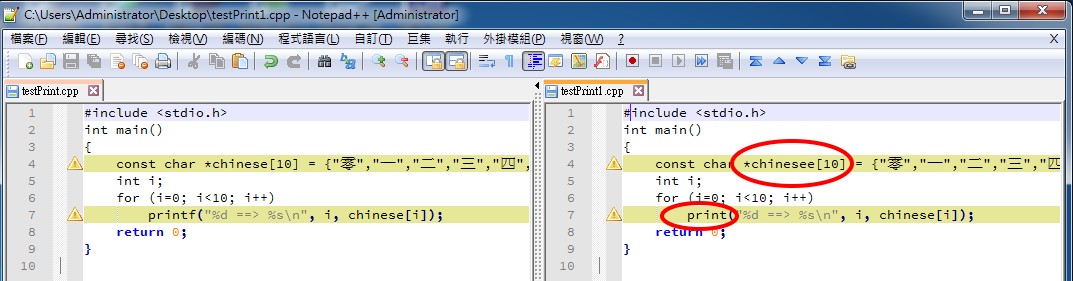 C:\Users\Administrator\Desktop\testPrint1.cpp - Notepad++ [Administrator]
檔案(F) 編輯(E) 尋找(S) 檢視(V) 編碼(N) 程式語言(L) 自訂(T) 巨集 執行 外掛模組(P) 視窗(W) ? X
testPrint.cpp
1 #include <stdio.h>
2 int main()
3 {
4 const char *chinese[10] = {"零","一","二","三","四",
5 int i;
6 for (i=0; i<10; i++)
7 printf("%d ==> %s\n", i, chinese[i]);
8 return 0;
9 }
10
testPrint1.cpp
1 #include <stdio.h>
2 int main()
3 {
4 const char *chinesee[10] = {"零","一","二","三","四
5 int i;
6 for (i=0; i<10; i++)
7 print("%d ==> %s\n", i, chinese[i]);
8 return 0;
9 }
10